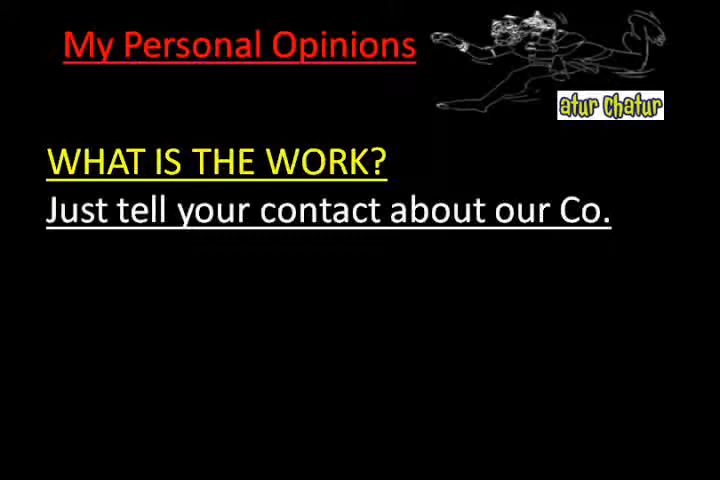 My Personal Opinions
atur Chatur
WHAT IS THE WORK?
Just tell your contact about our Co.